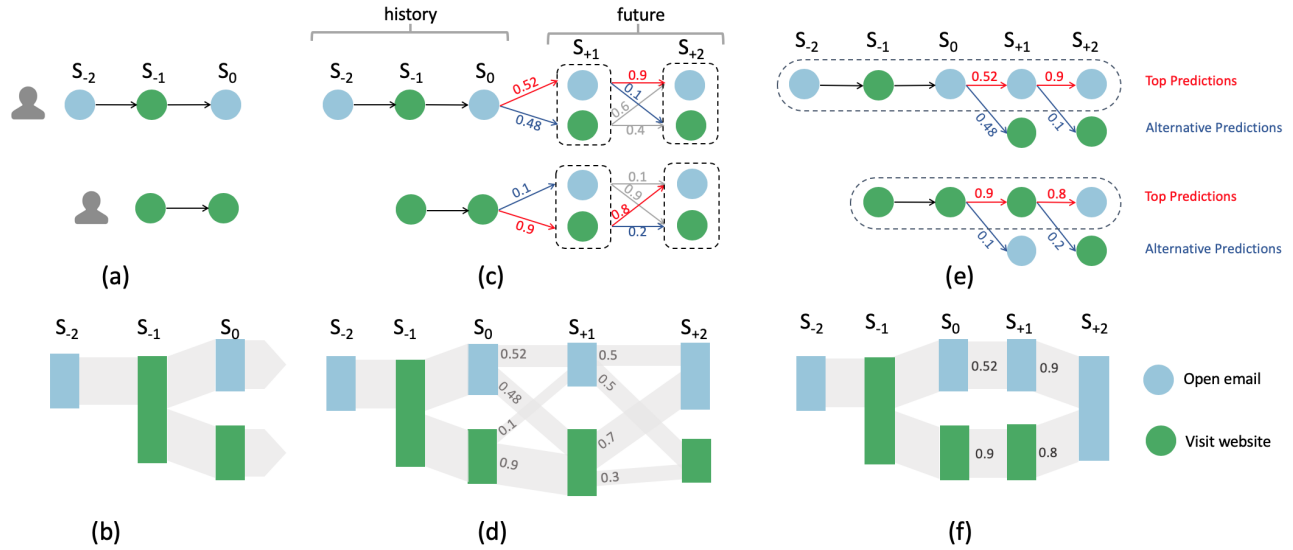 history
future
S-2
S-1
S0
S-2
S-1
S0
S+1
S+2
0.52
0.48
0.9
0.1
0.6
0.4
0.1
0.9
0.1
0.9
0.8
0.2
S-2
S-1
S0
S+1
S+2
0.52
0.9
0.48
0.1
Top Predictions
Alternative Predictions
0.9
0.8
0.1
0.2
Top Predictions
Alternative Predictions
(a)
(c)
(e)
S-2
S-1
S0
S-2
S-1
S0
S+1
S+2
0.52
0.48
0.1
0.9
0.5
0.5
0.7
0.3
S-2
S-1
S0
S+1
S+2
0.52
0.9
0.9
0.8
Open email
Visit website
(b)
(d)
(f)